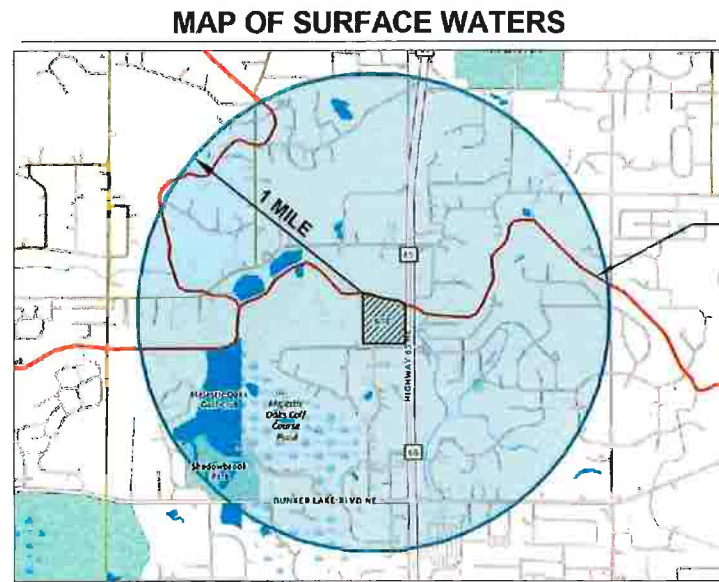 MAP OF SURFACE WATERS
1 MILE
65
SITE
HIGHWAY 65 NE
Majestic Oaks
Golf Club
Majestic
Oaks Golf
Course
Pond
65
Shadowbrook
Park
BUNKER LAKE BLVD NE